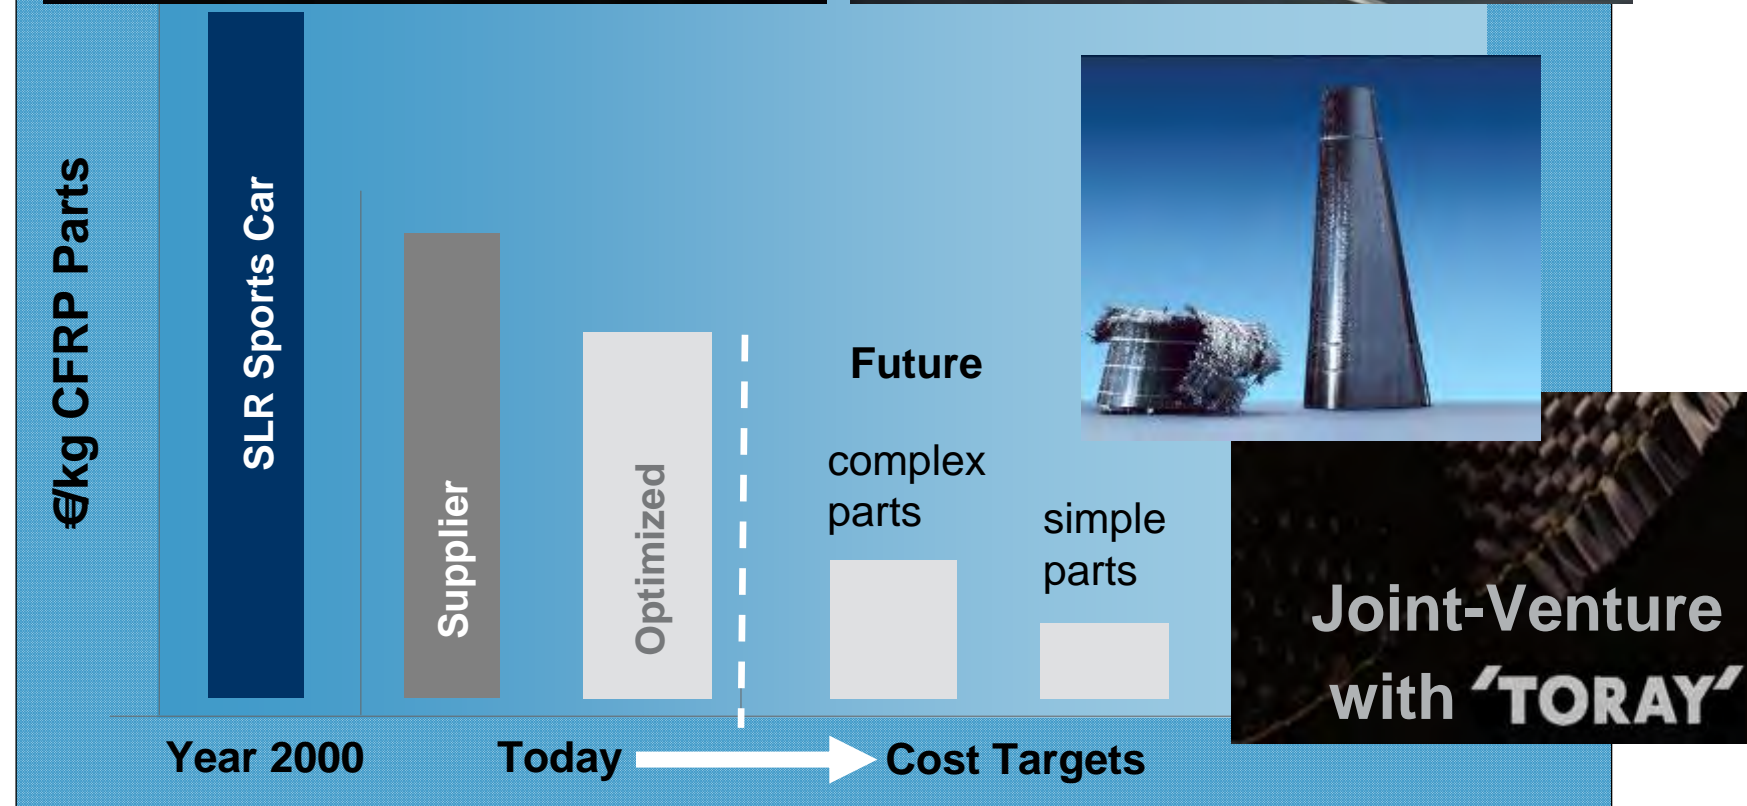 €/kg CFRP Parts
SLR Sports Car
Supplier
Optimized
Future
complex
parts
simple
parts
Joint-Venture
with 'TORAY'
Year 2000
Today
Cost Targets